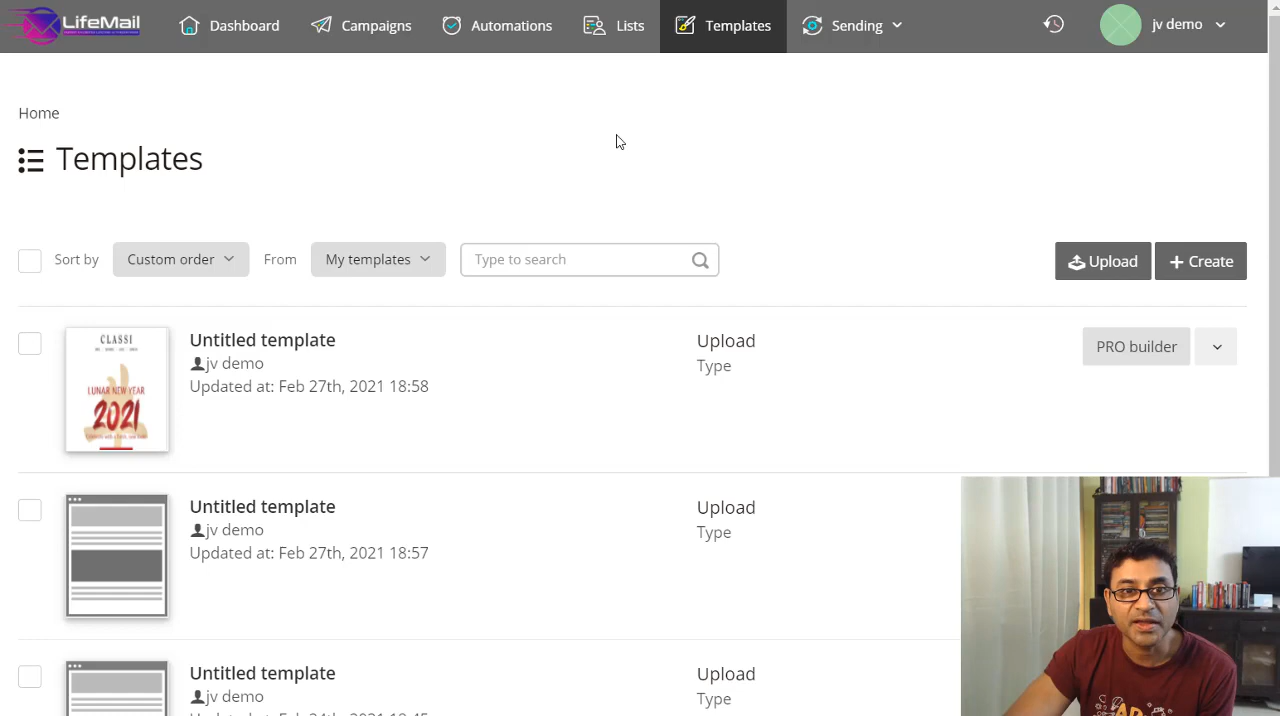 LifeMail
Dashboard
Campaigns
Automations
Lists
Templates
Sending
jv demo
Home
Templates
Sort by
Custom order
From
My templates
Type to search
Upload
Create
CLASSI
LUNAR NEW YEAR
2021
Untitled template
jv demo
Updated at: Feb 27th, 2021 18:58
Upload
Type
PRO builder
Untitled template
jv demo
Updated at: Feb 27th, 2021 18:57
Upload
Type
Untitled template
jv demo
Upload
Type